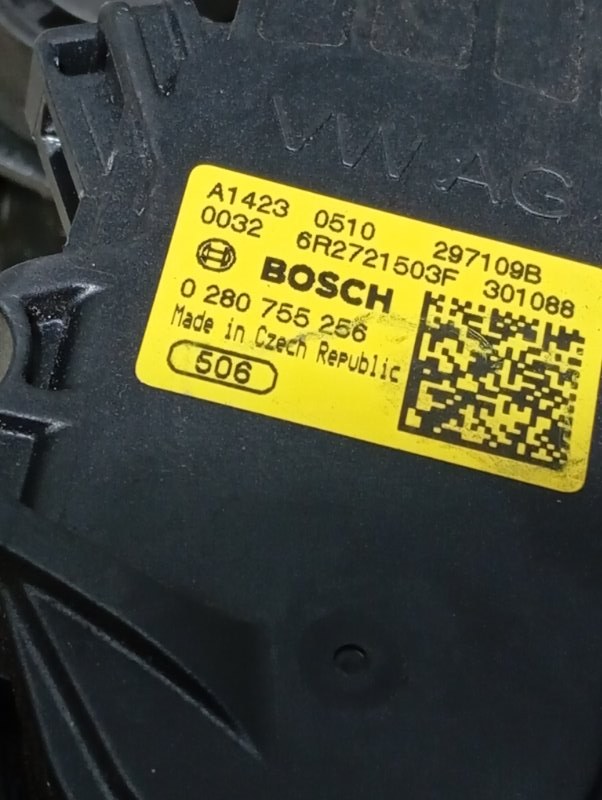 VW AG
A1423 0510 297109B
0032 6R2721503F 301088
BOSCH
0 280 755 256
Made in Czech Republic
506